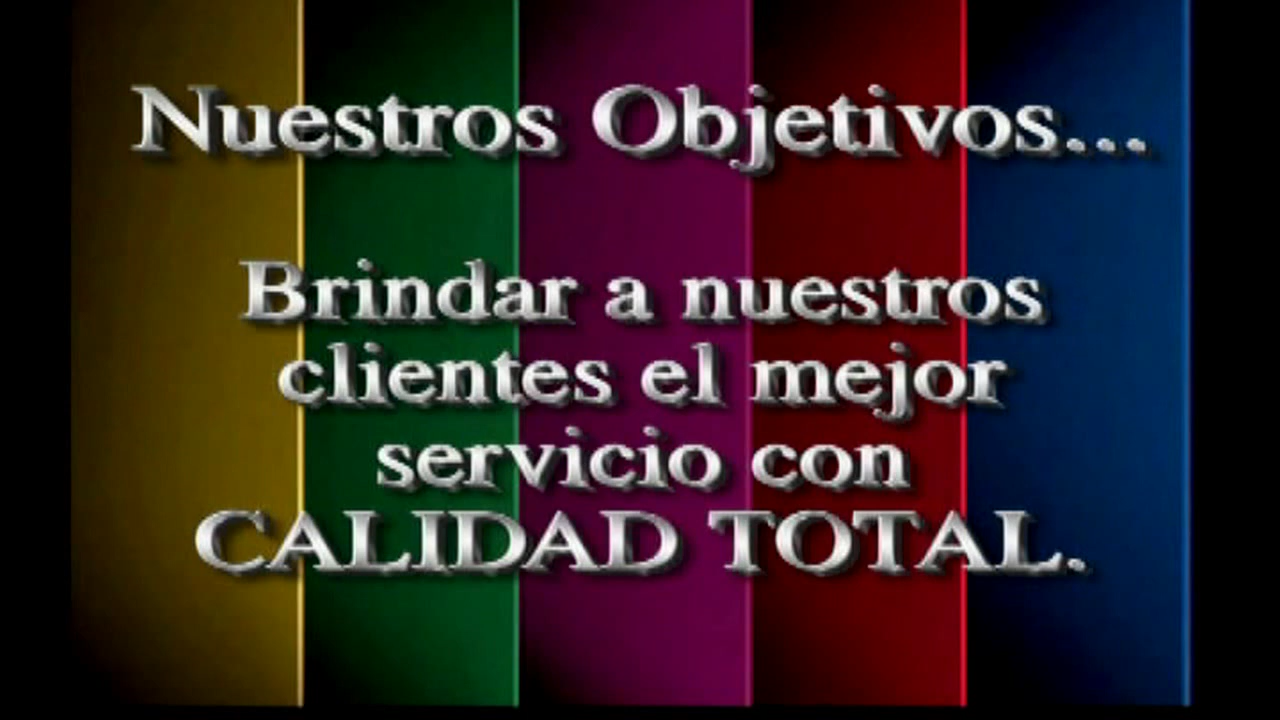 Nuestros Objetivos...
Brindar a nuestros
clientes el mejor
servicio con
CALIDAD TOTAL.